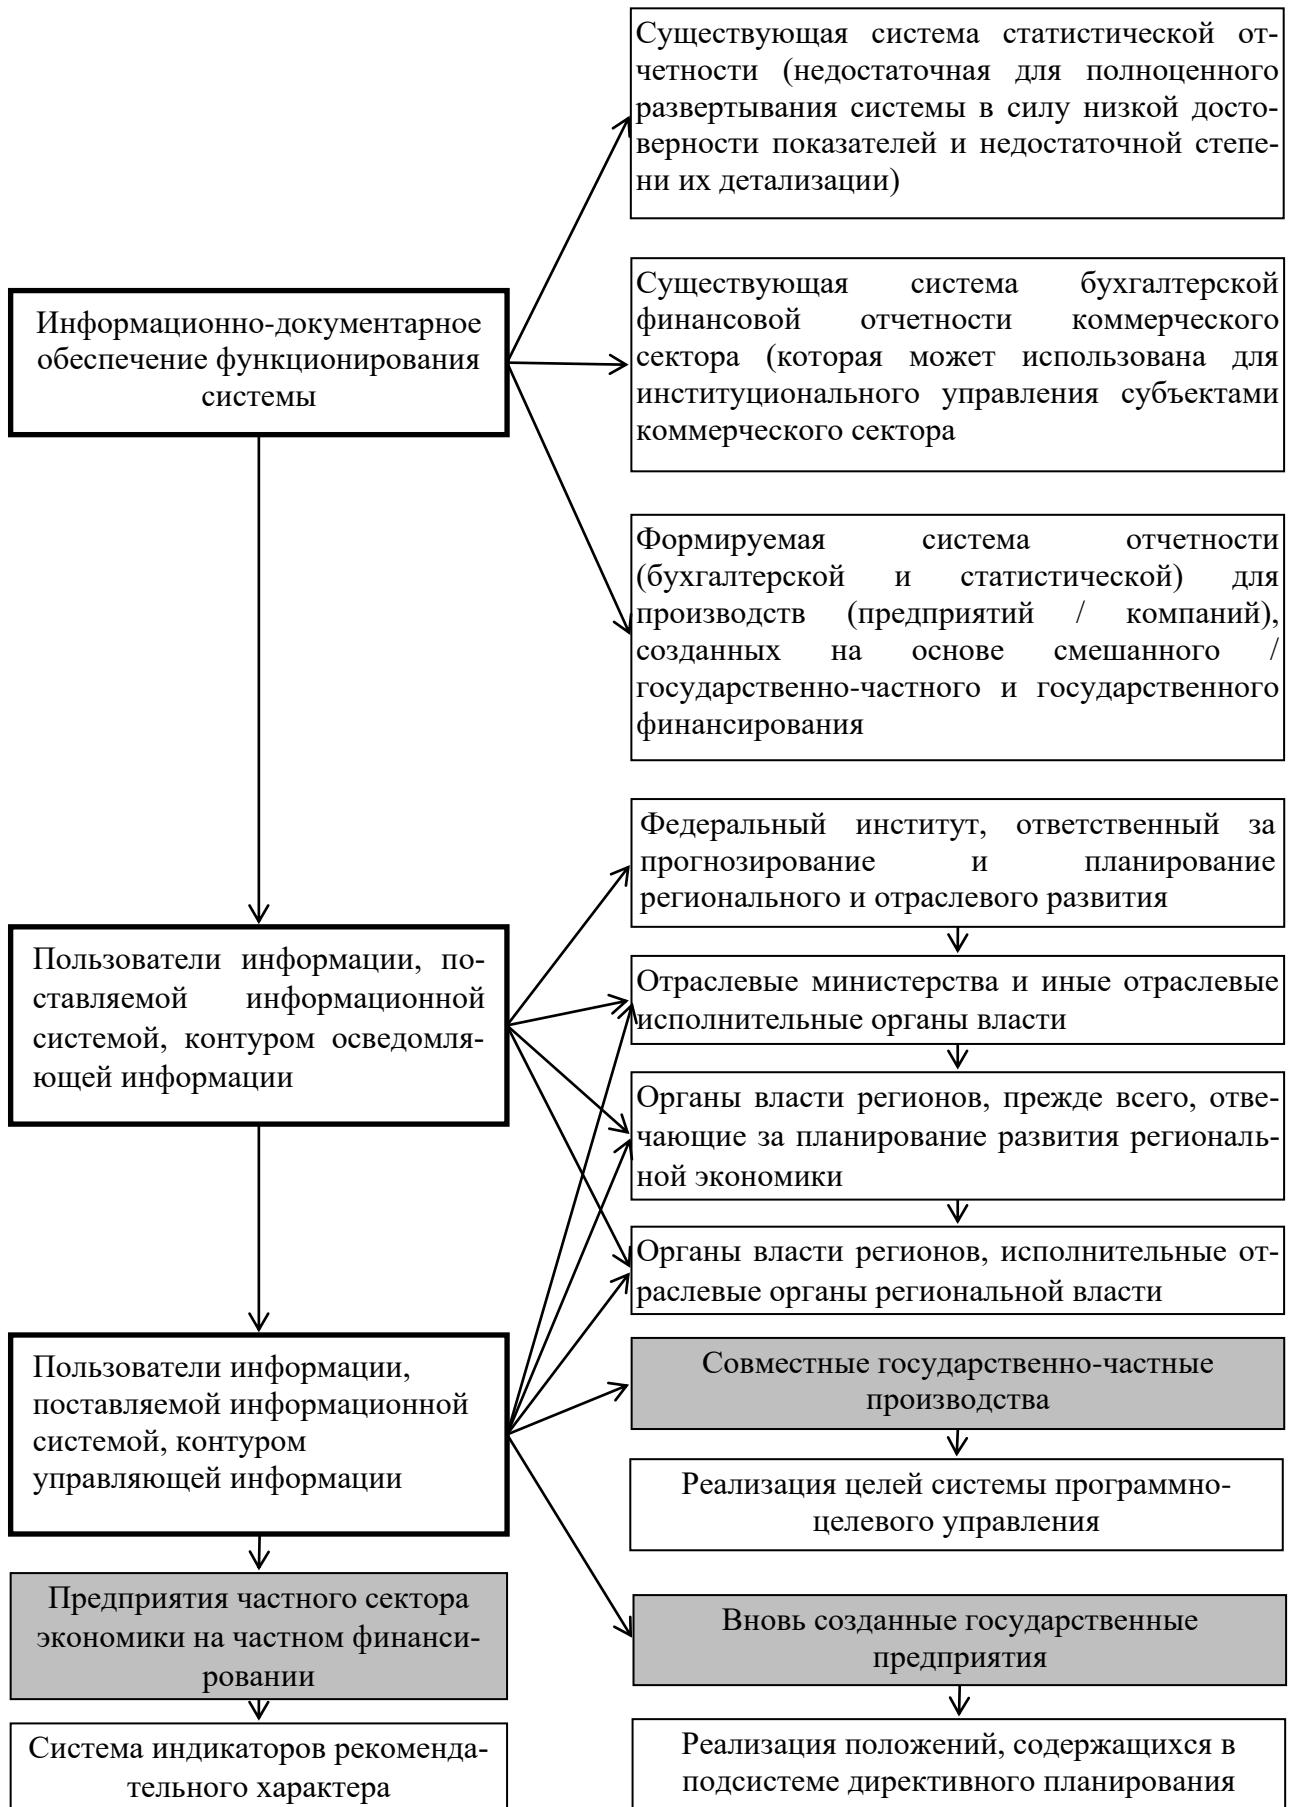 Существующая система статистической от-
четности (недостаточная для полноценного
развертывания системы в силу низкой досто-
верности показателей и недостаточной степе-
ни их детализации)
Информационно-документарное
обеспечение функционирования
системы
Существующая система бухгалтерской
финансовой отчетности коммерческого
сектора (которая может использована для
институционального управления субъектами
коммерческого сектора
Формируемая система отчетности
(бухгалтерской и статистической) для
производств (предприятий / компаний),
созданных на основе смешанного /
государственно-частного и государственного
финансирования
Федеральный институт, ответственный за
прогнозирование и планирование
регионального и отраслевого развития
Пользователи информации, по-
ставляемой информационной
системой, контуром осведомля-
ющей информации
Отраслевые министерства и иные отраслевые
исполнительные органы власти
Органы власти регионов, прежде всего, отве-
чающие за планирование развития региональ-
ной экономики
Органы власти регионов, исполнительные от-
раслевые органы региональной власти
Пользователи информации,
поставляемой информационной
системой, контуром
управляющей информации
Совместные государственно-частные
производства
Реализация целей системы программно-
целевого управления
Предприятия частного сектора
экономики на частном финанси-
ровании
Вновь созданные государственные
предприятия
Система индикаторов рекоменда-
тельного характера
Реализация положений, содержащихся в
подсистеме директивного планирования